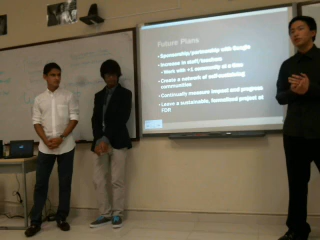 Future Plans
• Sponsorship/partnership with Google
• Increase in staff/teachers
• Work with +1 community at a time
• Create a network of self-sustaining
communities
• Continually measure impact and progress
• Leave a sustainable, formalized project at